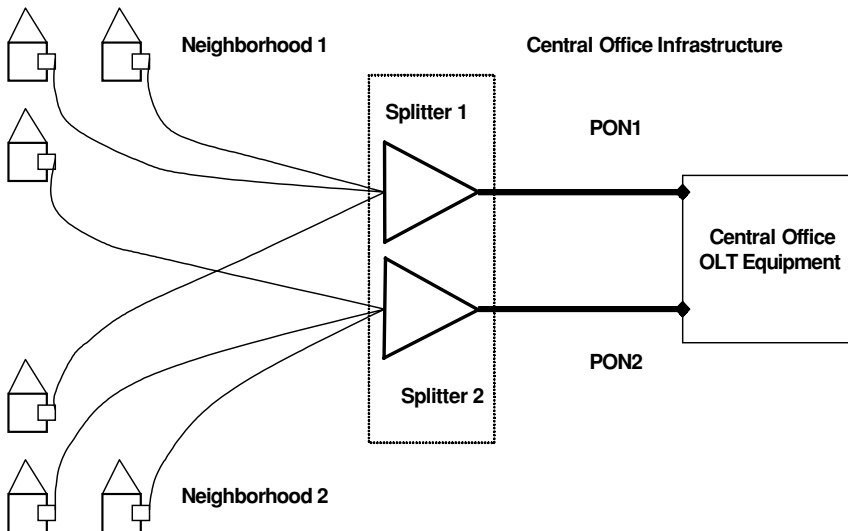 Neighborhood 1
Central Office Infrastructure
Splitter 1
PON1
Central Office
OLT Equipment
PON2
Splitter 2
Neighborhood 2